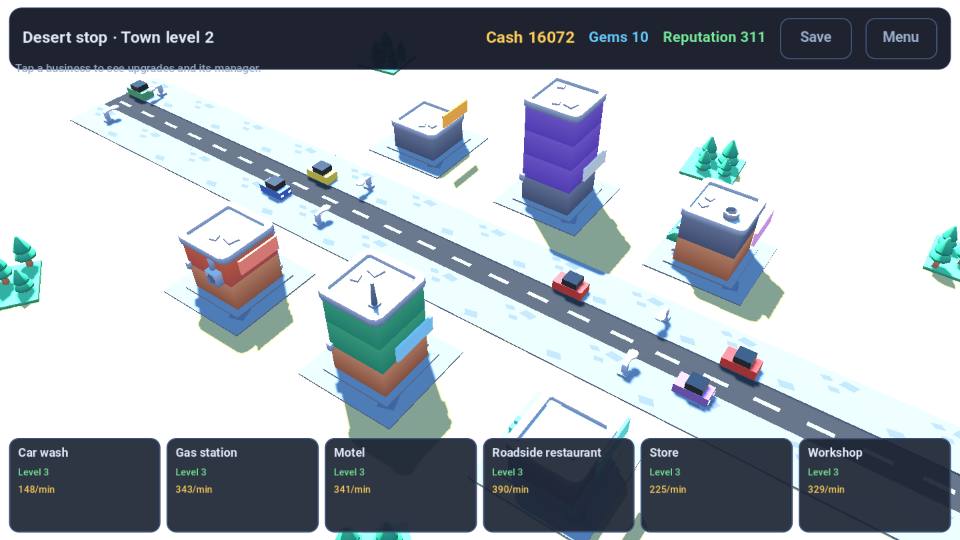 Desert stop · Town level 2
Cash 16072
Gems 10
Reputation 311
Save
Menu
Tap a business to see upgrades and its manager.
Car wash
Level 3
148/min
Gas station
Level 3
343/min
Motel
Level 3
341/min
Roadside restaurant
Level 3
390/min
Store
Level 3
225/min
Workshop
Level 3
329/min